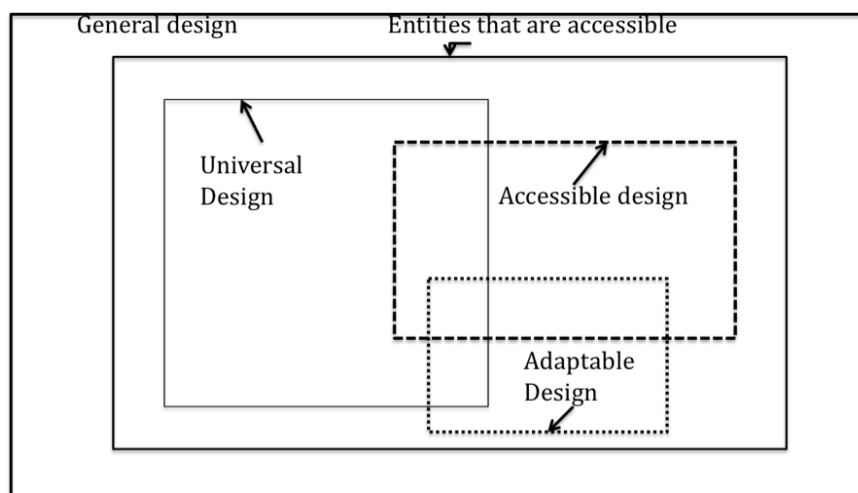 General design
Entities that are accessible
Universal
Design
Accessible design
Adaptable
Design